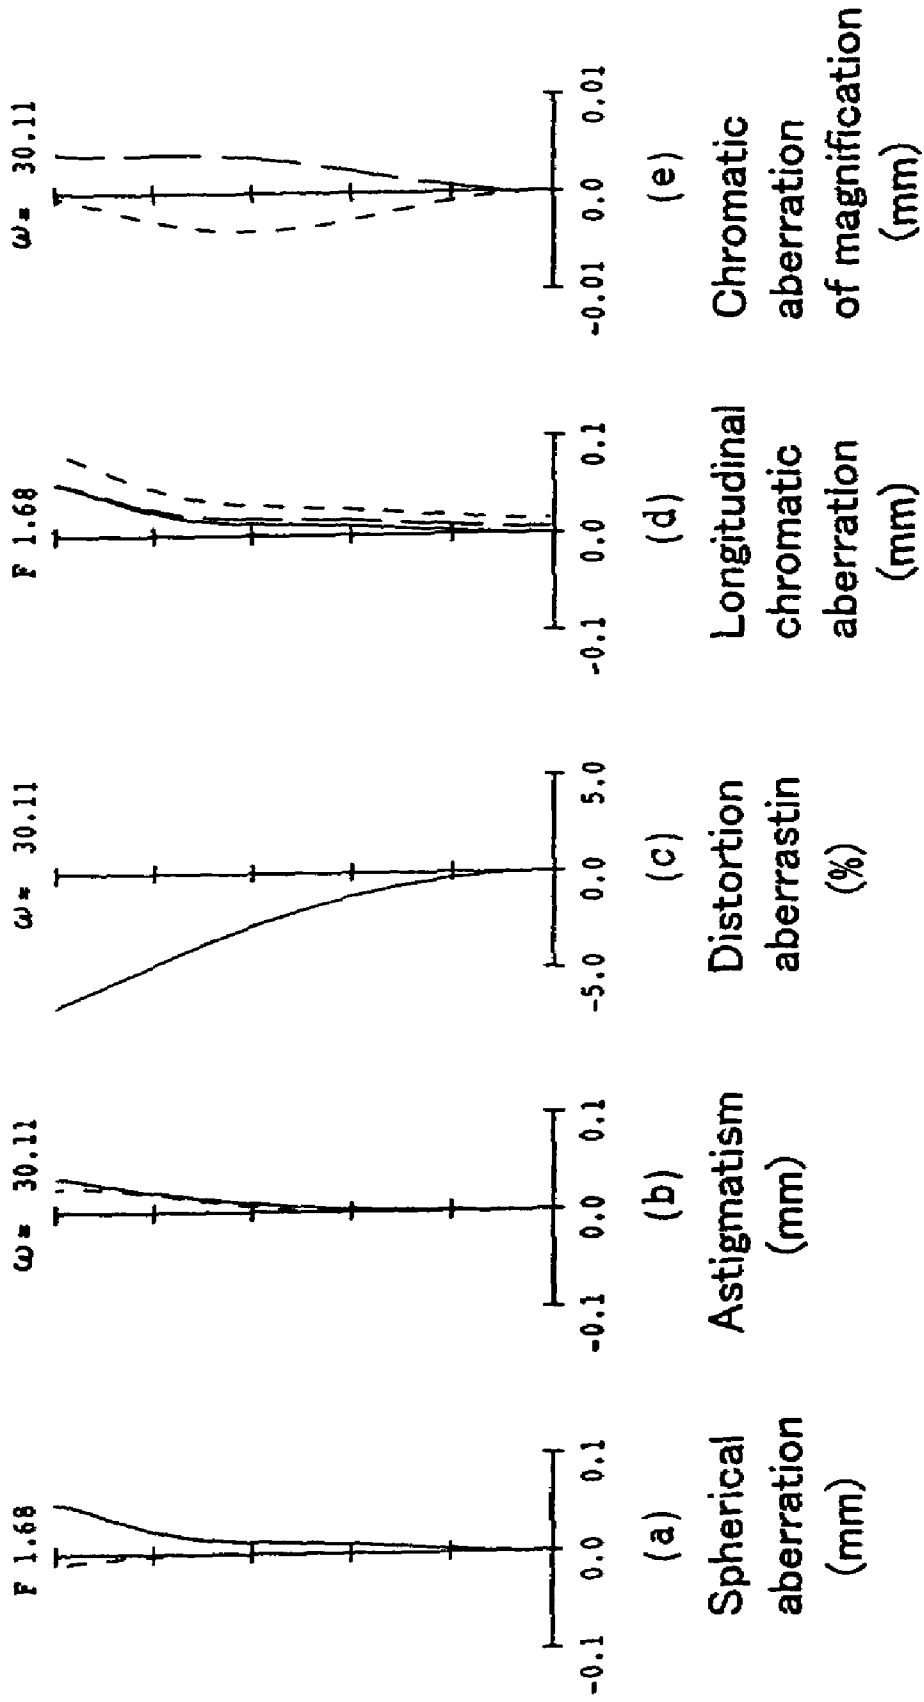 F 1.68
-0.1 0.0 0.1
(a)
Spherical
aberration
(mm)
ω= 30.11
-0.1 0.0 0.1
(b)
Astigmatism
(mm)
ω= 30.11
-5.0 0.0 5.0
(c)
Distortion
aberrastin
(%)
F 1.68
-0.1 0.0 0.1
(d)
Longitudinal
chromatic
aberration
(mm)
ω= 30.11
-0.01 0.0 0.01
(e)
Chromatic
aberration
of magnification
(mm)